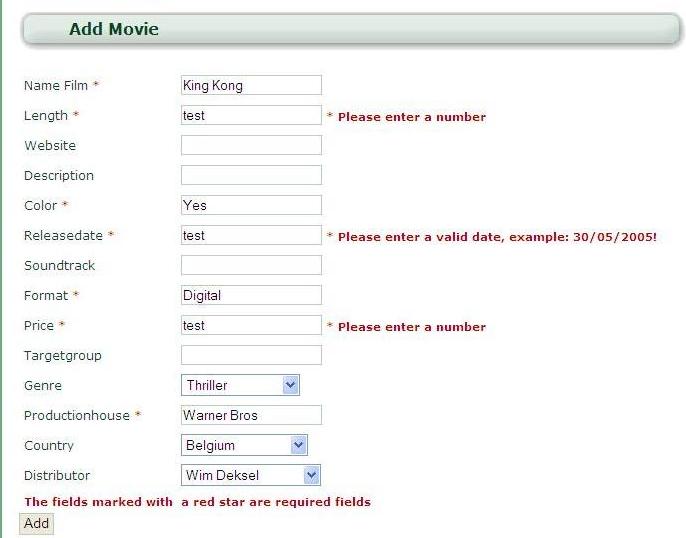 Add Movie
Name Film * King Kong
Length * test * Please enter a number
Website
Description
Color * Yes
Releasedate * test * Please enter a valid date, example: 30/05/2005!
Soundtrack
Format * Digital
Price * test * Please enter a number
Targetgroup
Genre Thriller
Productionhouse * Warner Bros
Country Belgium
Distributor Wim Deksel
The fields marked with a red star are required fields
Add